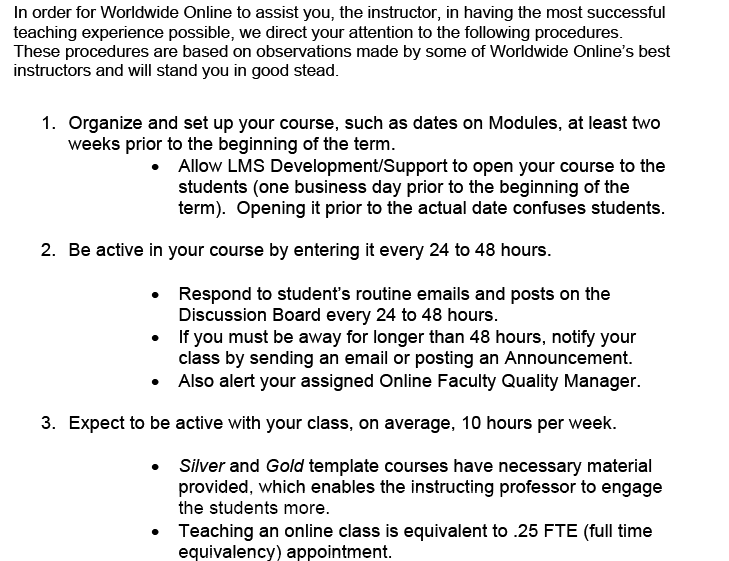 In order for Worldwide Online to assist you, the instructor, in having the most successful
teaching experience possible, we direct your attention to the following procedures.
These procedures are based on observations made by some of Worldwide Online's best
instructors and will stand you in good stead.
1. Organize and set up your course, such as dates on Modules, at least two
weeks prior to the beginning of the term.
• Allow LMS Development/Support to open your course to the
students (one business day prior to the beginning of the
term). Opening it prior to the actual date confuses students.
2. Be active in your course by entering it every 24 to 48 hours.
• Respond to student's routine emails and posts on the
Discussion Board every 24 to 48 hours.
• If you must be away for longer than 48 hours, notify your
class by sending an email or posting an Announcement.
• Also alert your assigned Online Faculty Quality Manager.
3. Expect to be active with your class, on average, 10 hours per week.
• Silver and Gold template courses have necessary material
provided, which enables the instructing professor to engage
the students more.
• Teaching an online class is equivalent to .25 FTE (full time
equivalency) appointment.